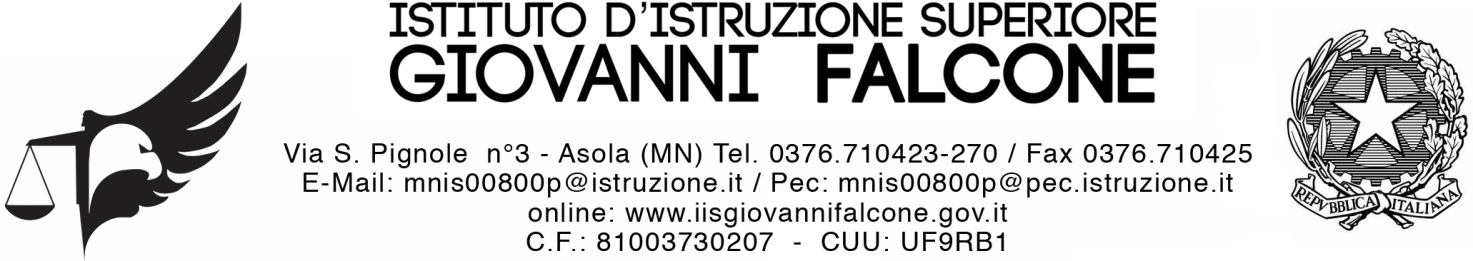 ISTITUTO D'ISTRUZIONE SUPERIORE
GIOVANNI FALCONE
Via S. Pignole n°3 - Asola (MN) Tel. 0376.710423-270 / Fax 0376.710425
E-Mail: mnis00800p@istruzione.it / Pec: mnis00800p@pec.istruzione.it
online: www.iisgiovannifalcone.gov.it
C.F.: 81003730207 - CUU: UF9RB1
REPVBBLICA ITALIANA